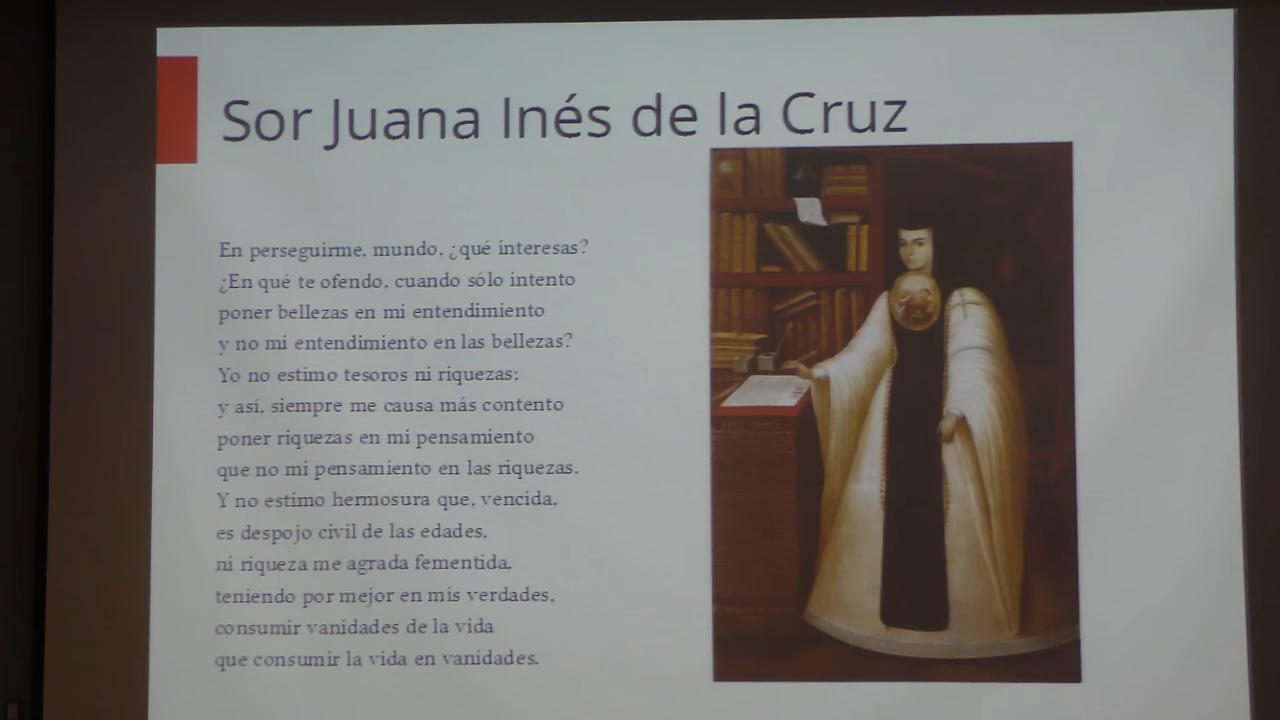 Sor Juana Inés de la Cruz
En perseguirme, mundo, ¿qué interesas?
¿En qué te ofendo, cuando sólo intento
poner bellezas en mi entendimiento
y no mi entendimiento en las bellezas?
Yo no estimo tesoros ni riquezas;
y así, siempre me causa más contento
poner riquezas en mi pensamiento
que no mi pensamiento en las riquezas.
Y no estimo hermosura que, vencida,
es despojo civil de las edades,
ni riqueza me agrada fementida,
teniendo por mejor en mis verdades,
consumir vanidades de la vida
que consumir la vida en vanidades.